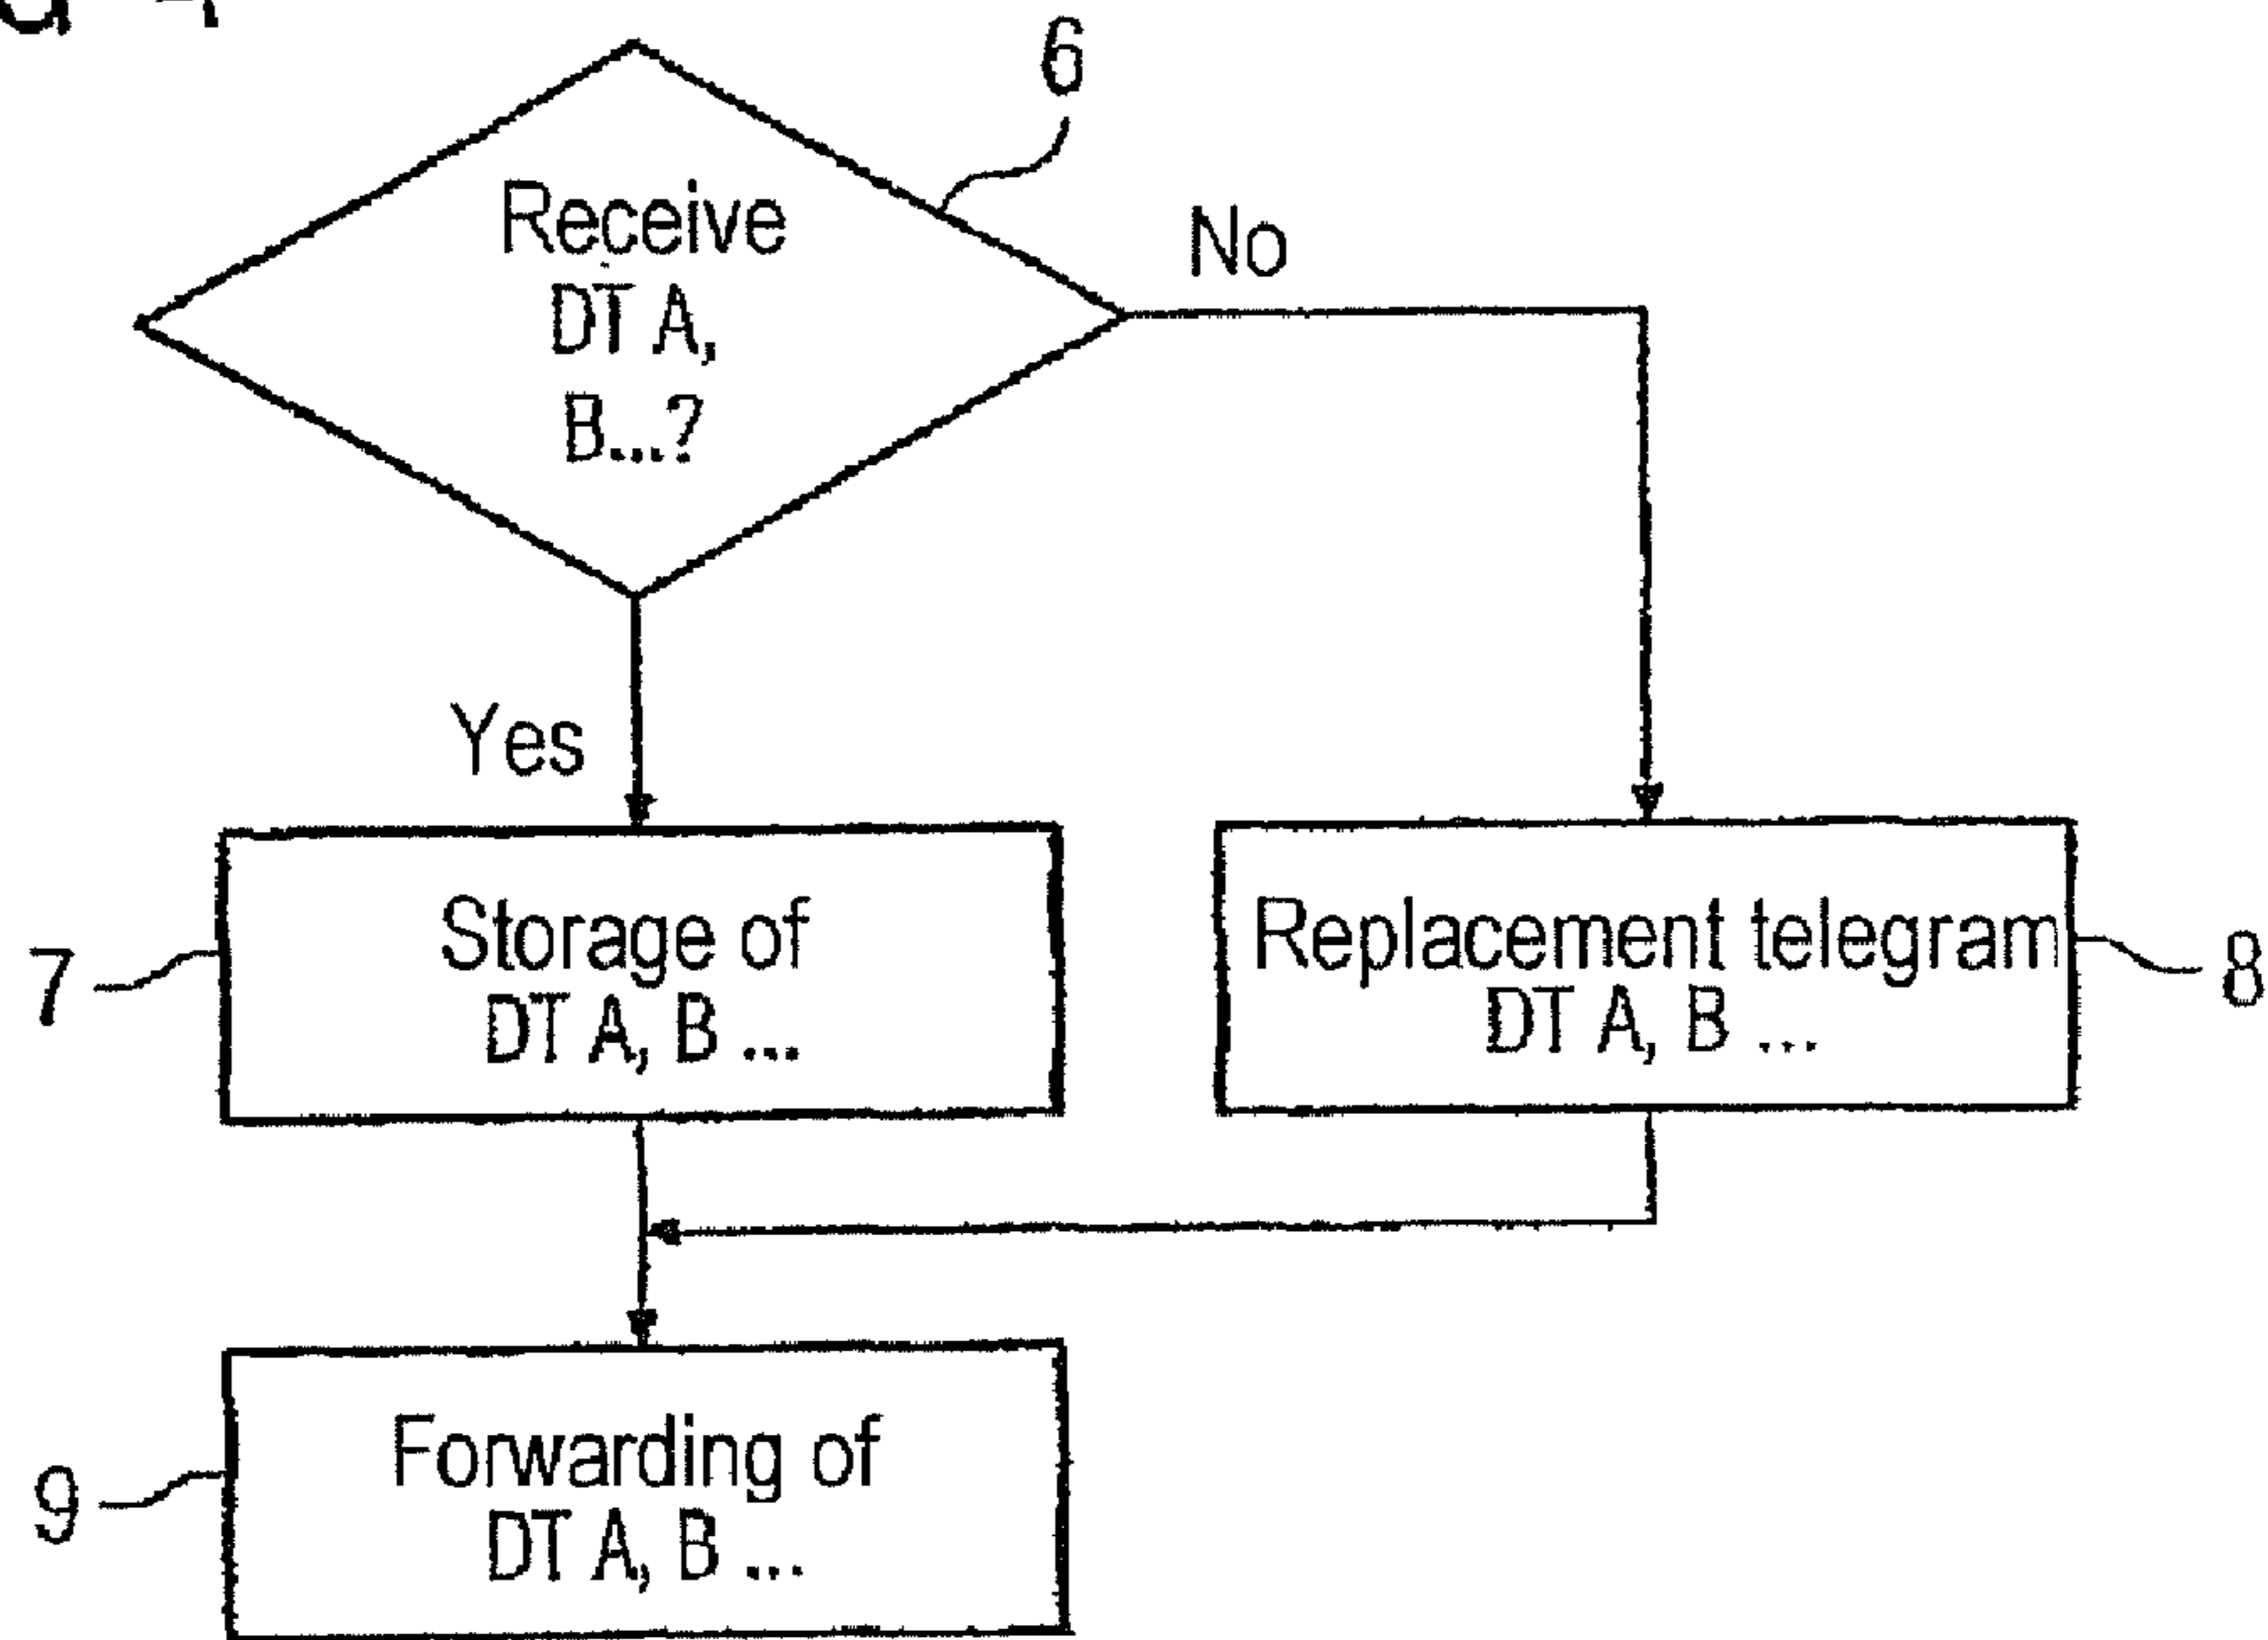 6
Receive
DT A,
B...?
No
Yes
7
Storage of
DT A, B ...
Replacement telegram
DT A, B ...
8
9
Forwarding of
DT A, B ...